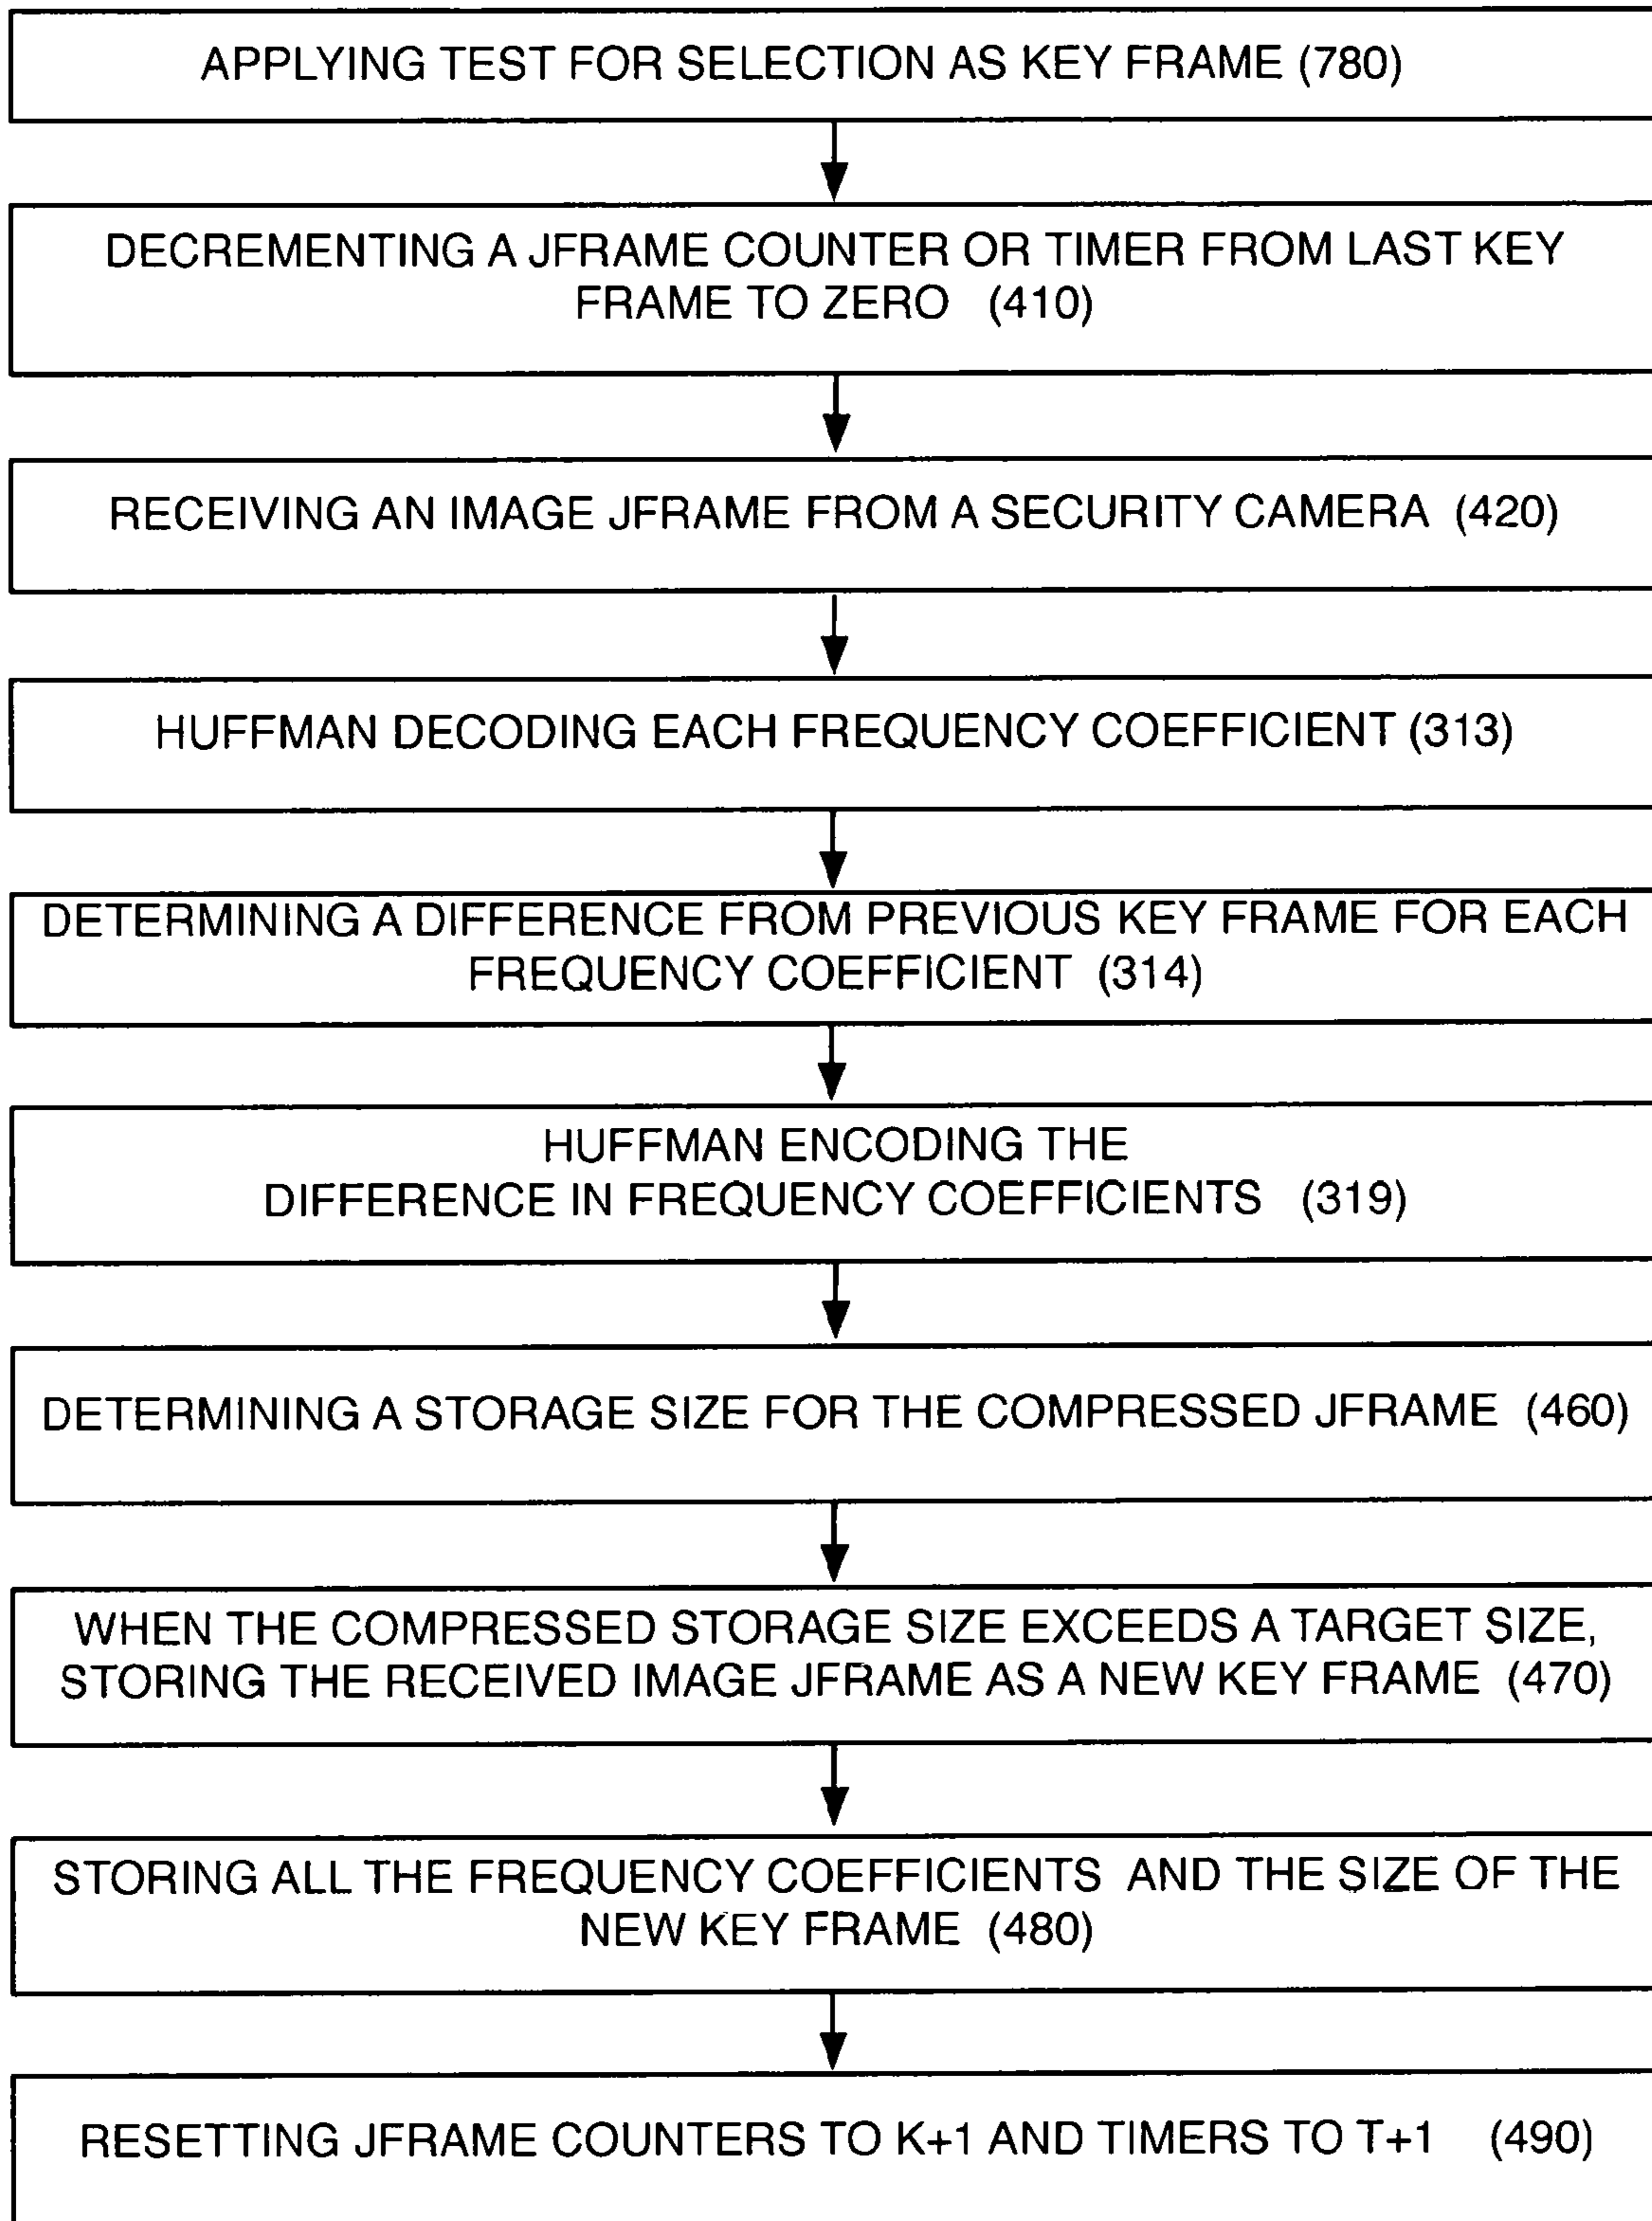 APPLYING TEST FOR SELECTION AS KEY FRAME (780)
DECREMENTING A JFRAME COUNTER OR TIMER FROM LAST KEY
FRAME TO ZERO (410)
RECEIVING AN IMAGE JFRAME FROM A SECURITY CAMERA (420)
HUFFMAN DECODING EACH FREQUENCY COEFFICIENT (313)
DETERMINING A DIFFERENCE FROM PREVIOUS KEY FRAME FOR EACH
FREQUENCY COEFFICIENT (314)
HUFFMAN ENCODING THE
DIFFERENCE IN FREQUENCY COEFFICIENTS (319)
DETERMINING A STORAGE SIZE FOR THE COMPRESSED JFRAME (460)
WHEN THE COMPRESSED STORAGE SIZE EXCEEDS A TARGET SIZE,
STORING THE RECEIVED IMAGE JFRAME AS A NEW KEY FRAME (470)
STORING ALL THE FREQUENCY COEFFICIENTS AND THE SIZE OF THE
NEW KEY FRAME (480)
RESETTING JFRAME COUNTERS TO K+1 AND TIMERS TO T+1 (490)